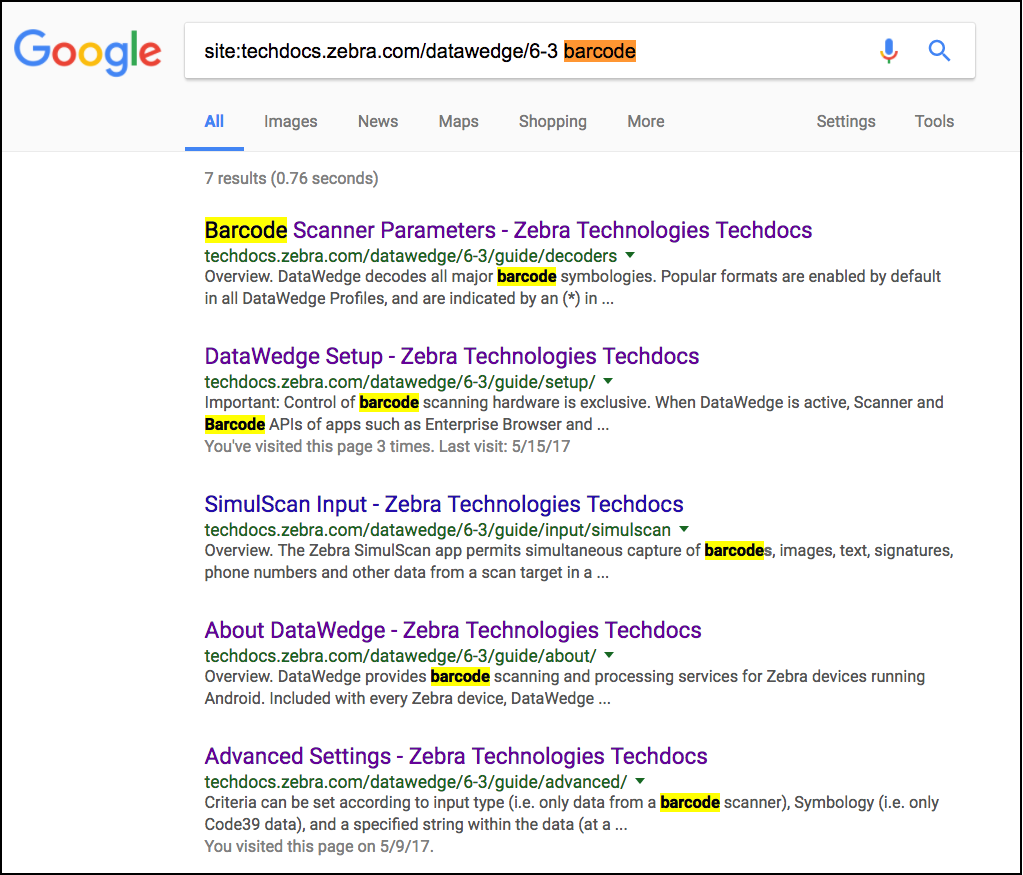 Google
site:techdocs.zebra.com/datawedge/6-3 barcode
All Images News Maps Shopping More Settings Tools
7 results (0.76 seconds)
Barcode Scanner Parameters - Zebra Technologies Techdocs
techdocs.zebra.com/datawedge/6-3/guide/decoders
Overview. DataWedge decodes all major barcode symbologies. Popular formats are enabled by default
in all DataWedge Profiles, and are indicated by an (*) in ...
DataWedge Setup - Zebra Technologies Techdocs
techdocs.zebra.com/datawedge/6-3/guide/setup/
Important: Control of barcode scanning hardware is exclusive. When DataWedge is active, Scanner and
Barcode APIs of apps such as Enterprise Browser and ...
You've visited this page 3 times. Last visit: 5/15/17
SimulScan Input - Zebra Technologies Techdocs
techdocs.zebra.com/datawedge/6-3/guide/input/simulscan
Overview. The Zebra SimulScan app permits simultaneous capture of barcodes, images, text, signatures,
phone numbers and other data from a scan target in a ...
About DataWedge - Zebra Technologies Techdocs
techdocs.zebra.com/datawedge/6-3/guide/about/
Overview. DataWedge provides barcode scanning and processing services for Zebra devices running
Android. Included with every Zebra device, DataWedge ...
Advanced Settings - Zebra Technologies Techdocs
techdocs.zebra.com/datawedge/6-3/guide/advanced/
Criteria can be set according to input type (i.e. only data from a barcode scanner), Symbology (i.e. only
Code39 data), and a specified string within the data (at a ...
You visited this page on 5/9/17.